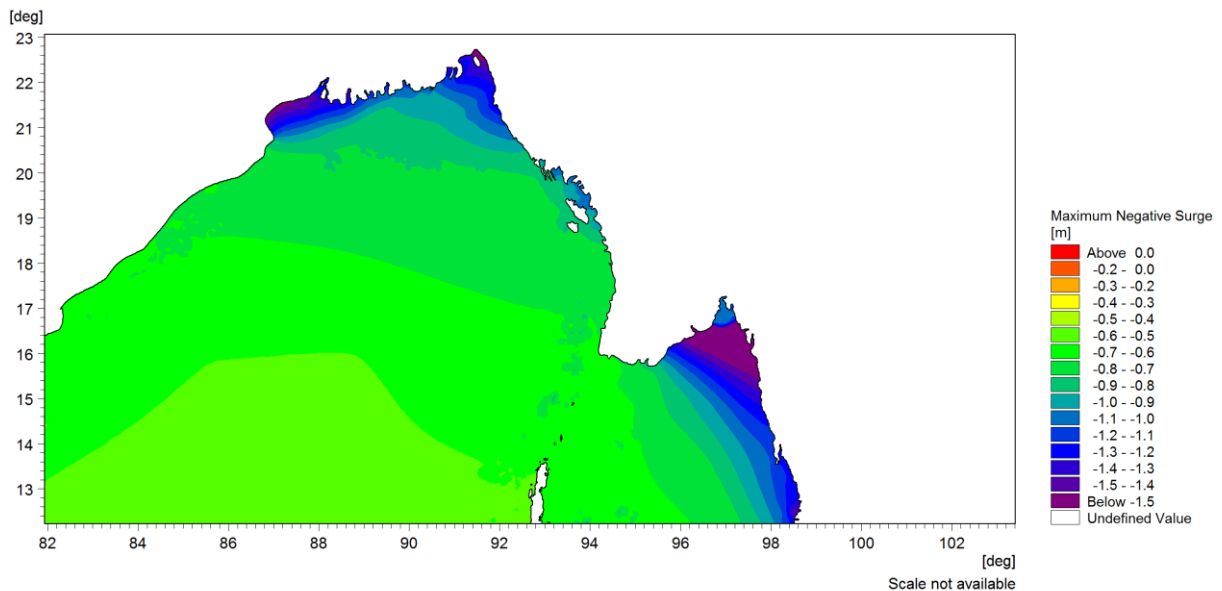 [deg]
23
22
21
20
19
18
17
16
15
14
13
82 84 86 88 90 92 94 96 98 100 102
[deg]
Scale not available
Maximum Negative Surge
[m]
Above 0.0
-0.2 - 0.0
-0.3 - -0.2
-0.4 - -0.3
-0.5 - -0.4
-0.6 - -0.5
-0.7 - -0.6
-0.8 - -0.7
-0.9 - -0.8
-1.0 - -0.9
-1.1 - -1.0
-1.2 - -1.1
-1.3 - -1.2
-1.4 - -1.3
-1.5 - -1.4
Below -1.5
Undefined Value